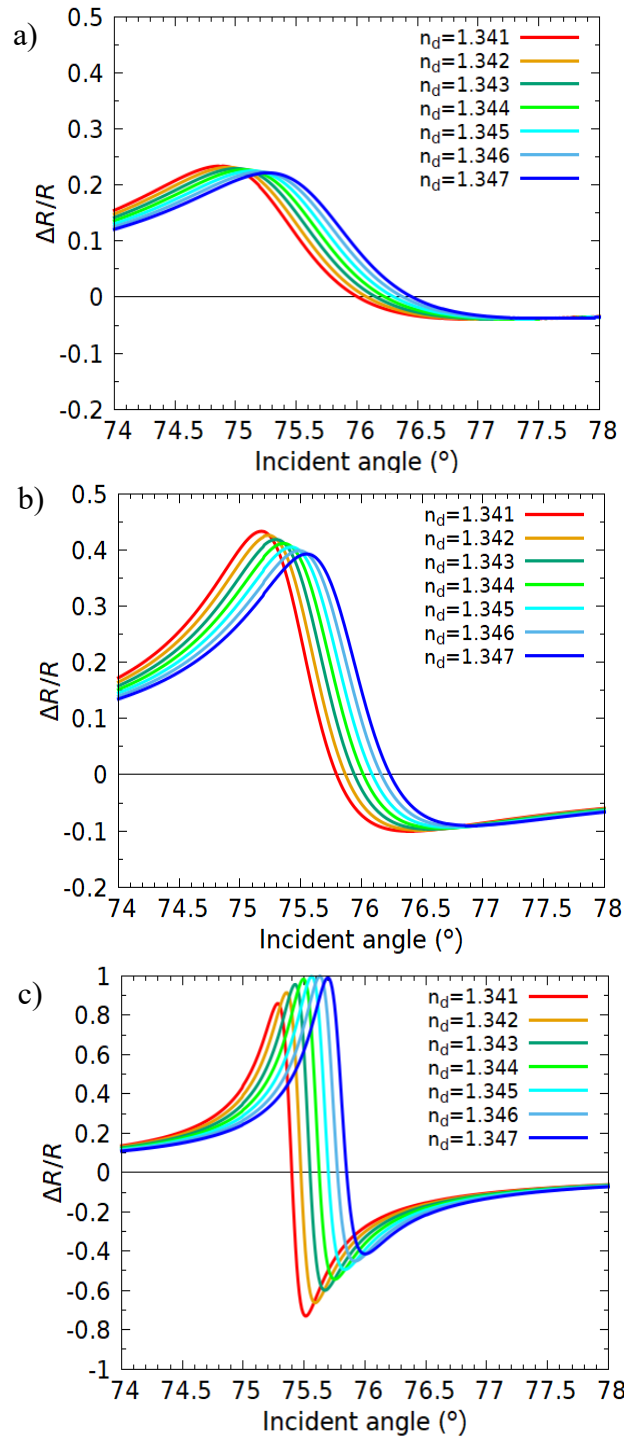 a)
0.5
0.4
0.3
0.2
0.1
0
-0.1
-0.2
ΔR/R
n_d=1.341
n_d=1.342
n_d=1.343
n_d=1.344
n_d=1.345
n_d=1.346
n_d=1.347
74 74.5 75 75.5 76 76.5 77 77.5 78
Incident angle (°)
b)
0.5
0.4
0.3
0.2
0.1
0
-0.1
-0.2
ΔR/R
n_d=1.341
n_d=1.342
n_d=1.343
n_d=1.344
n_d=1.345
n_d=1.346
n_d=1.347
74 74.5 75 75.5 76 76.5 77 77.5 78
Incident angle (°)
c)
1
0.8
0.6
0.4
0.2
0
-0.2
-0.4
-0.6
-0.8
-1
ΔR/R
n_d=1.341
n_d=1.342
n_d=1.343
n_d=1.344
n_d=1.345
n_d=1.346
n_d=1.347
74 74.5 75 75.5 76 76.5 77 77.5 78
Incident angle (°)